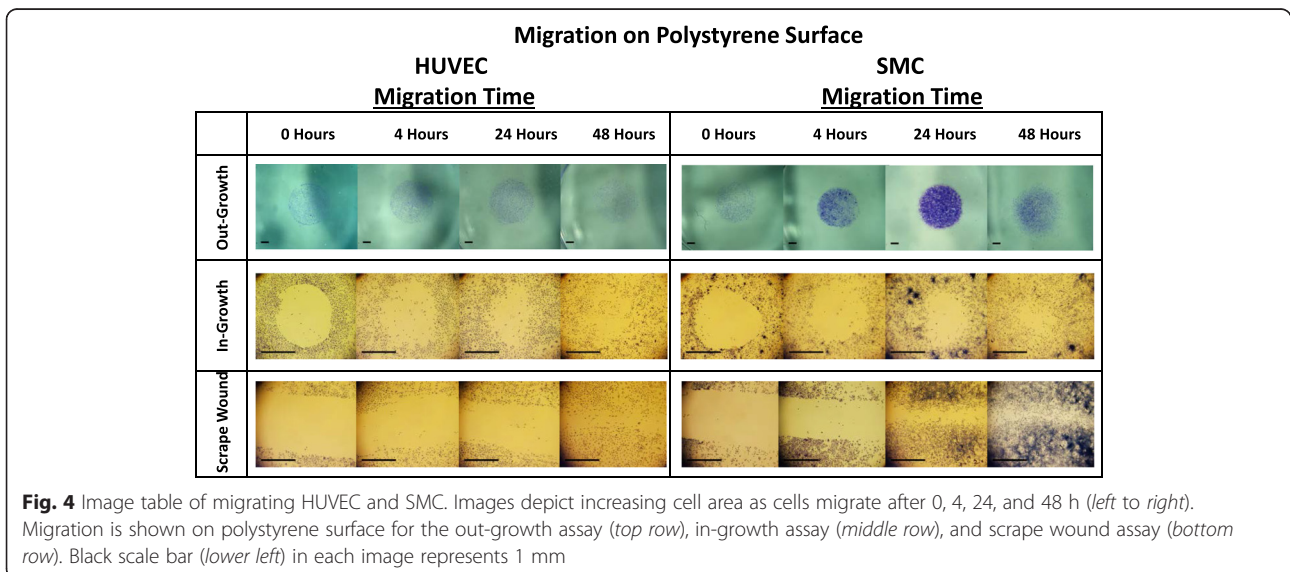 Migration on Polystyrene Surface
HUVEC
SMC
Migration Time
Migration Time
0 Hours 4 Hours 24 Hours 48 Hours 0 Hours 4 Hours 24 Hours 48 Hours
Out-Growth
In-Growth
Scrape Wound
Fig. 4 Image table of migrating HUVEC and SMC. Images depict increasing cell area as cells migrate after 0, 4, 24, and 48 h (left to right).
Migration is shown on polystyrene surface for the out-growth assay (top row), in-growth assay (middle row), and scrape wound assay (bottom
row). Black scale bar (lower left) in each image represents 1 mm